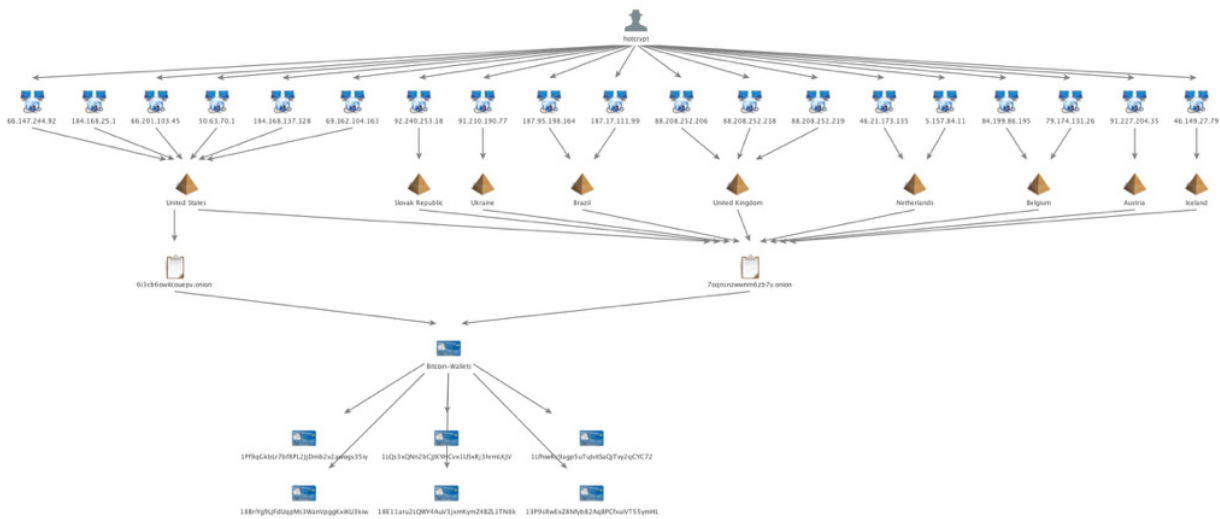 hotcrypt
66.147.244.92
184.168.25.1
66.201.103.45
50.63.70.1
184.168.137.128
69.162.104.163
92.240.253.18
91.210.190.77
187.95.198.164
187.17.111.99
88.208.252.206
88.208.252.218
88.208.252.219
46.21.173.135
5.157.84.11
84.199.86.195
79.174.131.26
91.227.204.35
46.149.27.79
United States
Slovak Republic
Ukraine
Brazil
United Kingdom
Netherlands
Belgium
Austria
Iceland
Bitcoin-Wallets